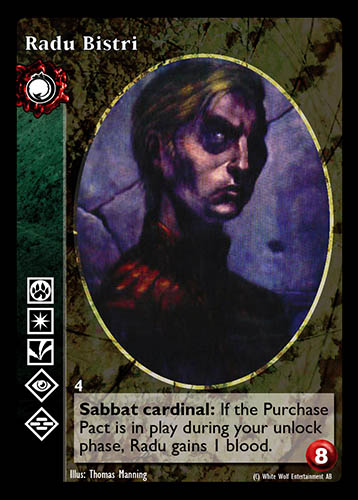 Radu Bistri
4
Sabbat cardinal: If the Purchase
Pact is in play during your unlock
phase, Radu gains 1 blood.
8
Illus: Thomas Manning
(C) White Wolf Entertainment AB